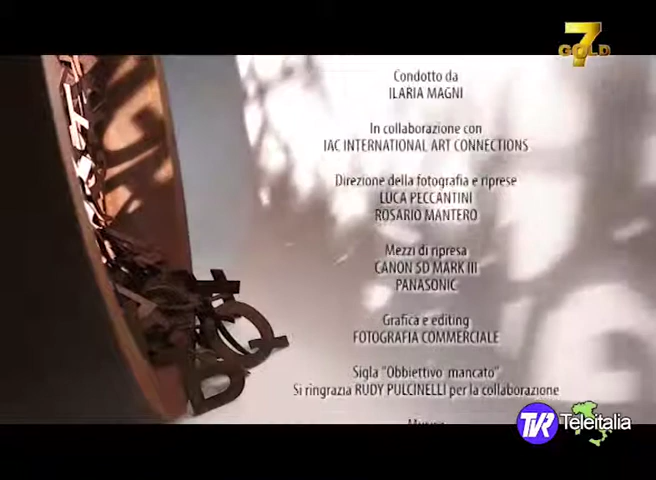 7
GOLD
Condotto da
ILARIA MAGNI
In collaborazione con
IAC INTERNATIONAL ART CONNECTIONS
Direzione della fotografia e riprese
LUCA PECCANTINI
ROSARIO MANTERO
Mezzi di ripresa
CANON 5D MARK III
PANASONIC
Grafica e editing
FOTOGRAFIA COMMERCIALE
Sigla "Obbiettivo mancato"
Si ringrazia RUDY PULCINELLI per la collaborazione
TVR Teleitalia